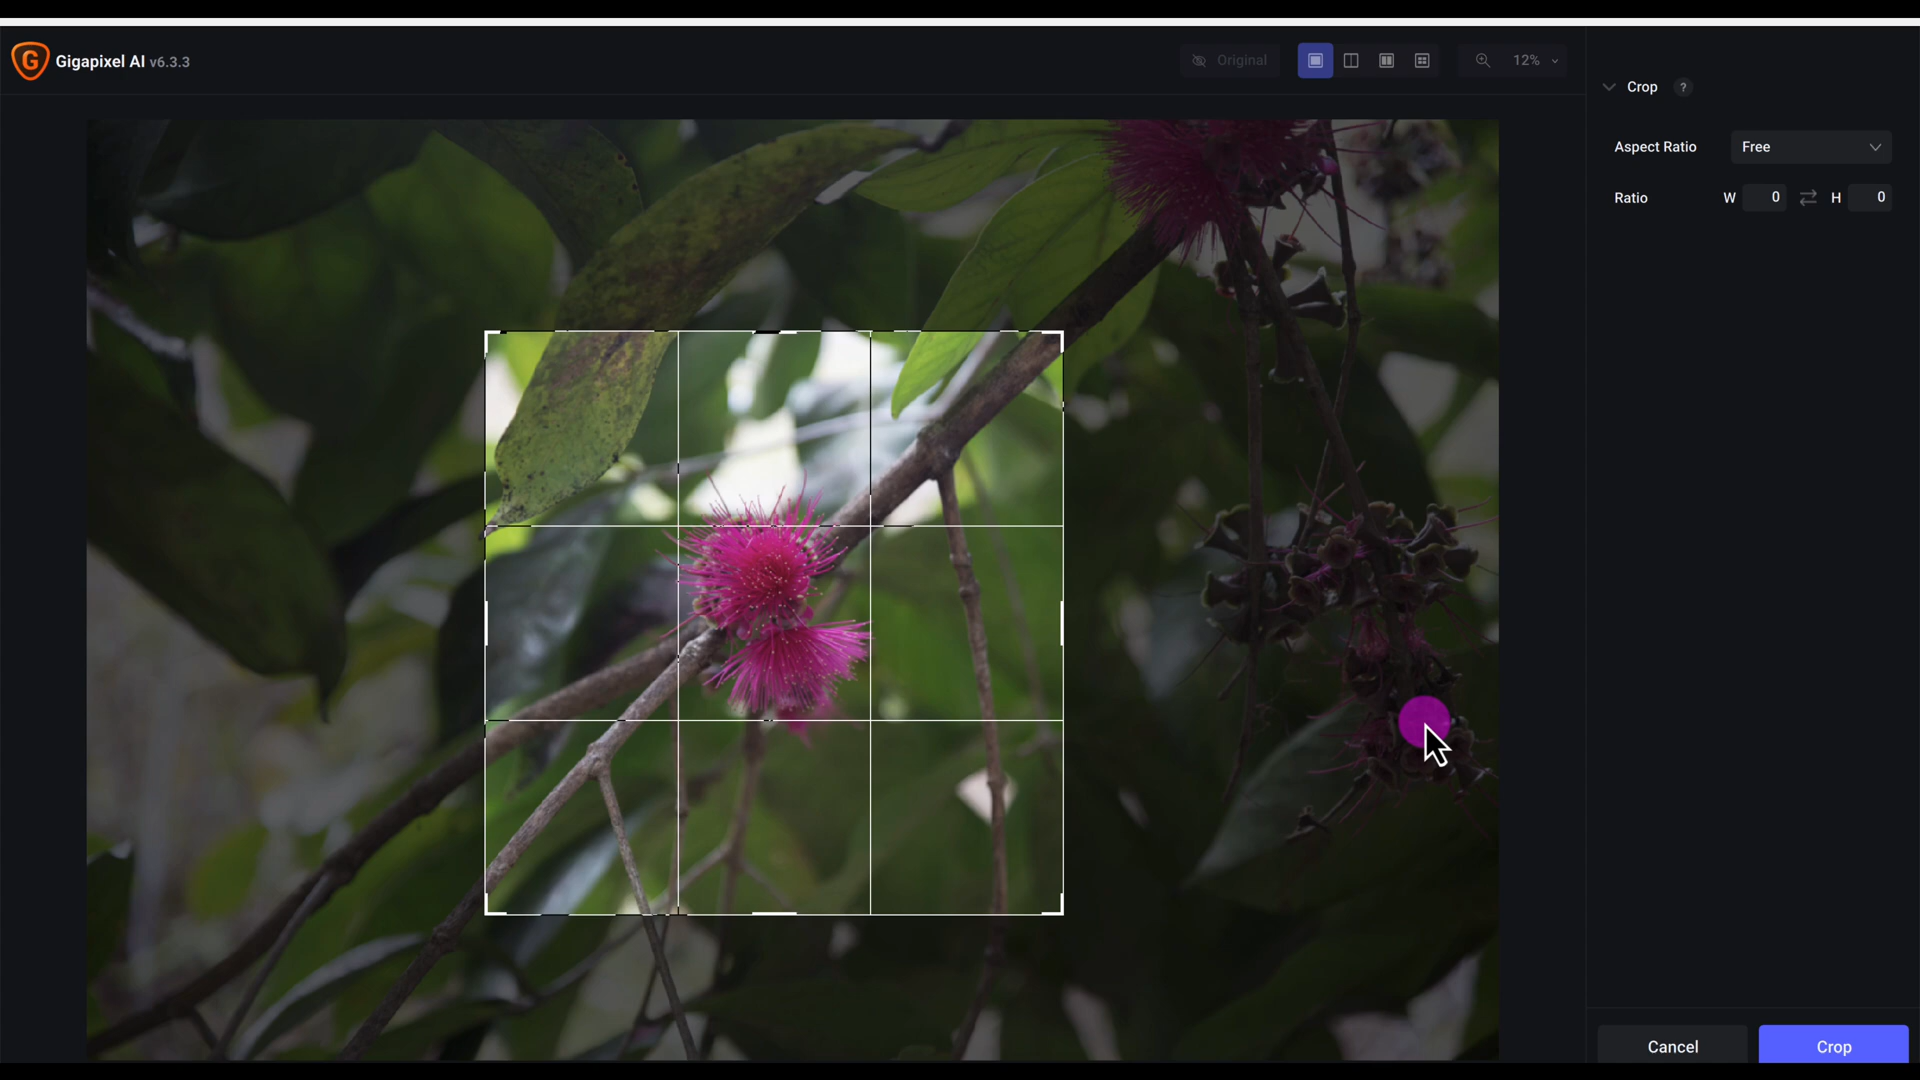 G Gigapixel AI v6.3.3
Original
12%
Crop ?
Aspect Ratio Free
Ratio W 0 H 0
Cancel Crop